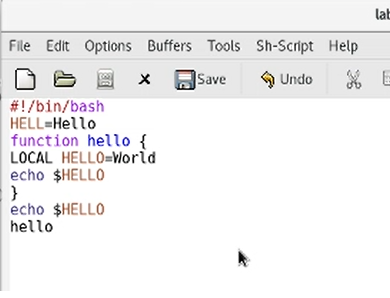 lab
File Edit Options Buffers Tools Sh-Script Help
Save Undo
#!/bin/bash
HELL=Hello
function hello {
LOCAL HELLO=World
echo $HELLO
}
echo $HELLO
hello